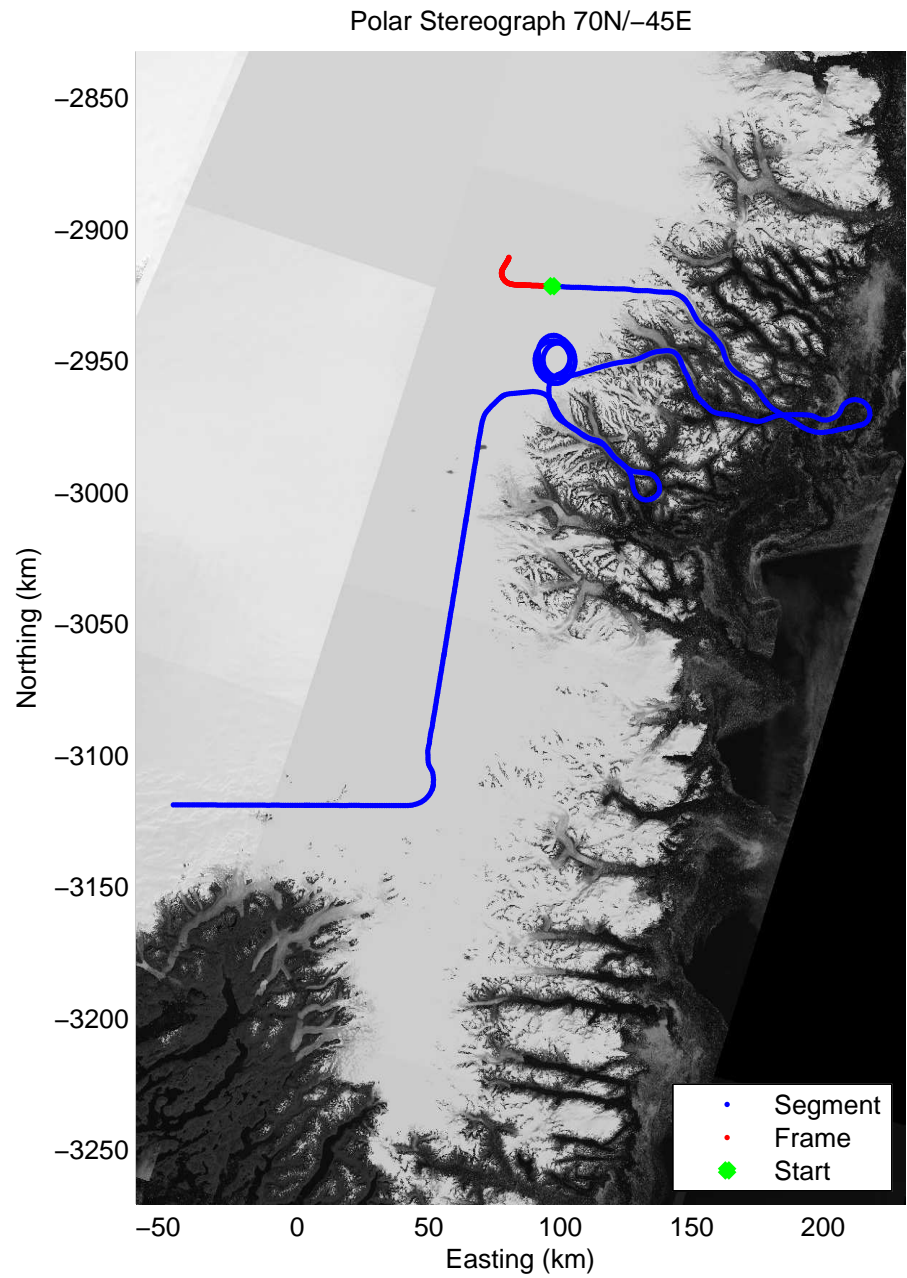 Polar Stereograph 70N/−45E
−2850
−2900
−2950
−3000
−3050
−3100
−3150
−3200
−3250
Northing (km)
−50 0 50 100 150 200
Easting (km)
Segment
Frame
Start